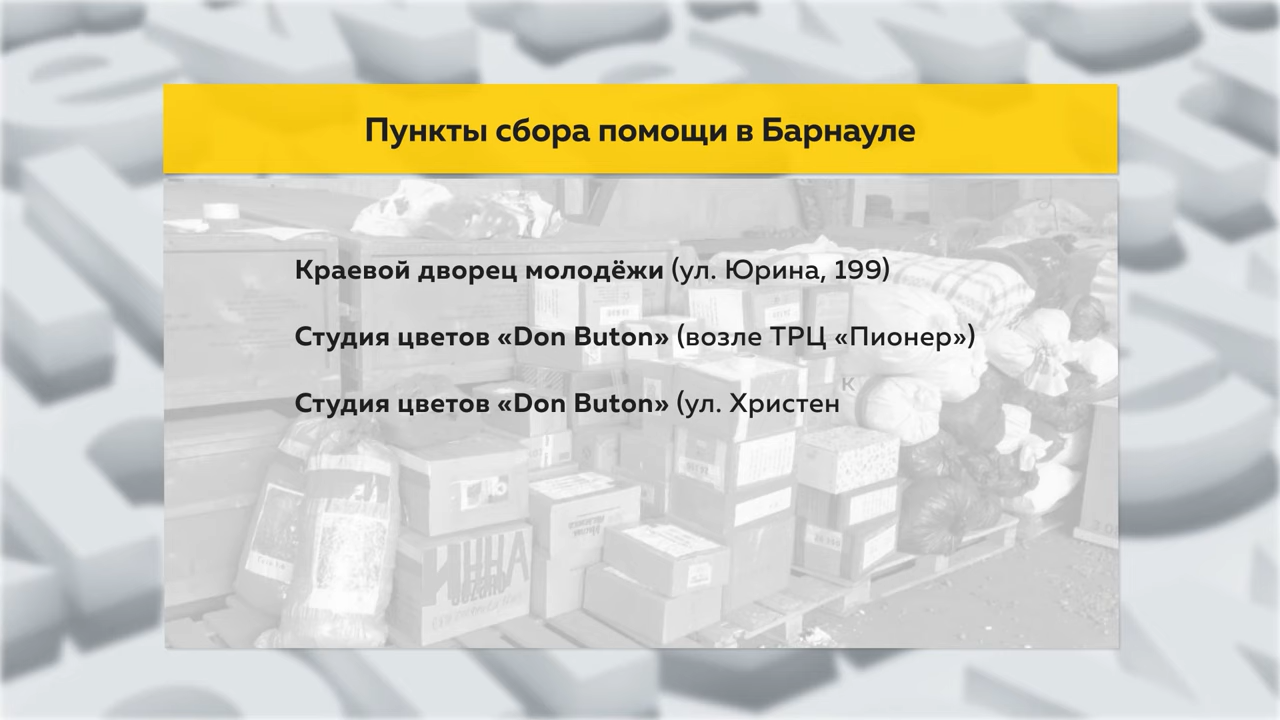 Пункты сбора помощи в Барнауле
Краевой дворец молодёжи (ул. Юрина, 199)
Студия цветов «Don Buton» (возле ТРЦ «Пионер»)
к
Студия цветов «Don Buton» (ул. Христен
ИННА